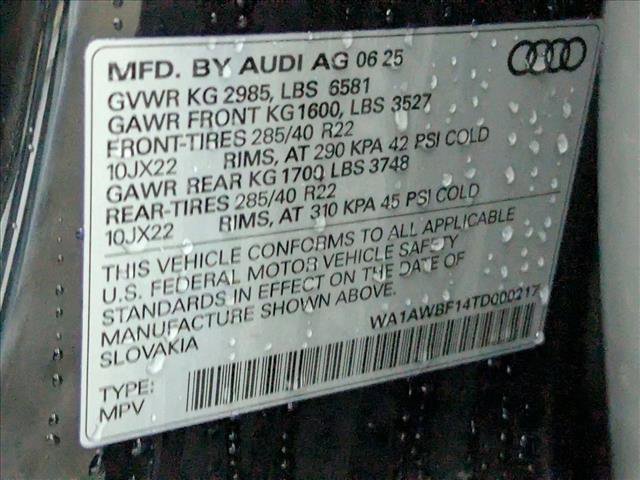 MFD. BY AUDI AG 06 25
GVWR KG 2985, LBS 6581
GAWR FRONT KG1600, LBS 3527
FRONT-TIRES 285/40 R22
10JX22 RIMS, AT 290 KPA 42 PSI COLD
GAWR REAR KG 1700 LBS 3748
REAR-TIRES 285/40 R22
10JX22 RIMS, AT 310 KPA 45 PSI COLD
THIS VEHICLE CONFORMS TO ALL APPLICABLE
U.S. FEDERAL MOTOR VEHICLE SAFETY
STANDARDS IN EFFECT ON THE DATE OF
MANUFACTURE SHOWN ABOVE.
SLOVAKIA
WA1AWBF14TD000217
TYPE:
MPV